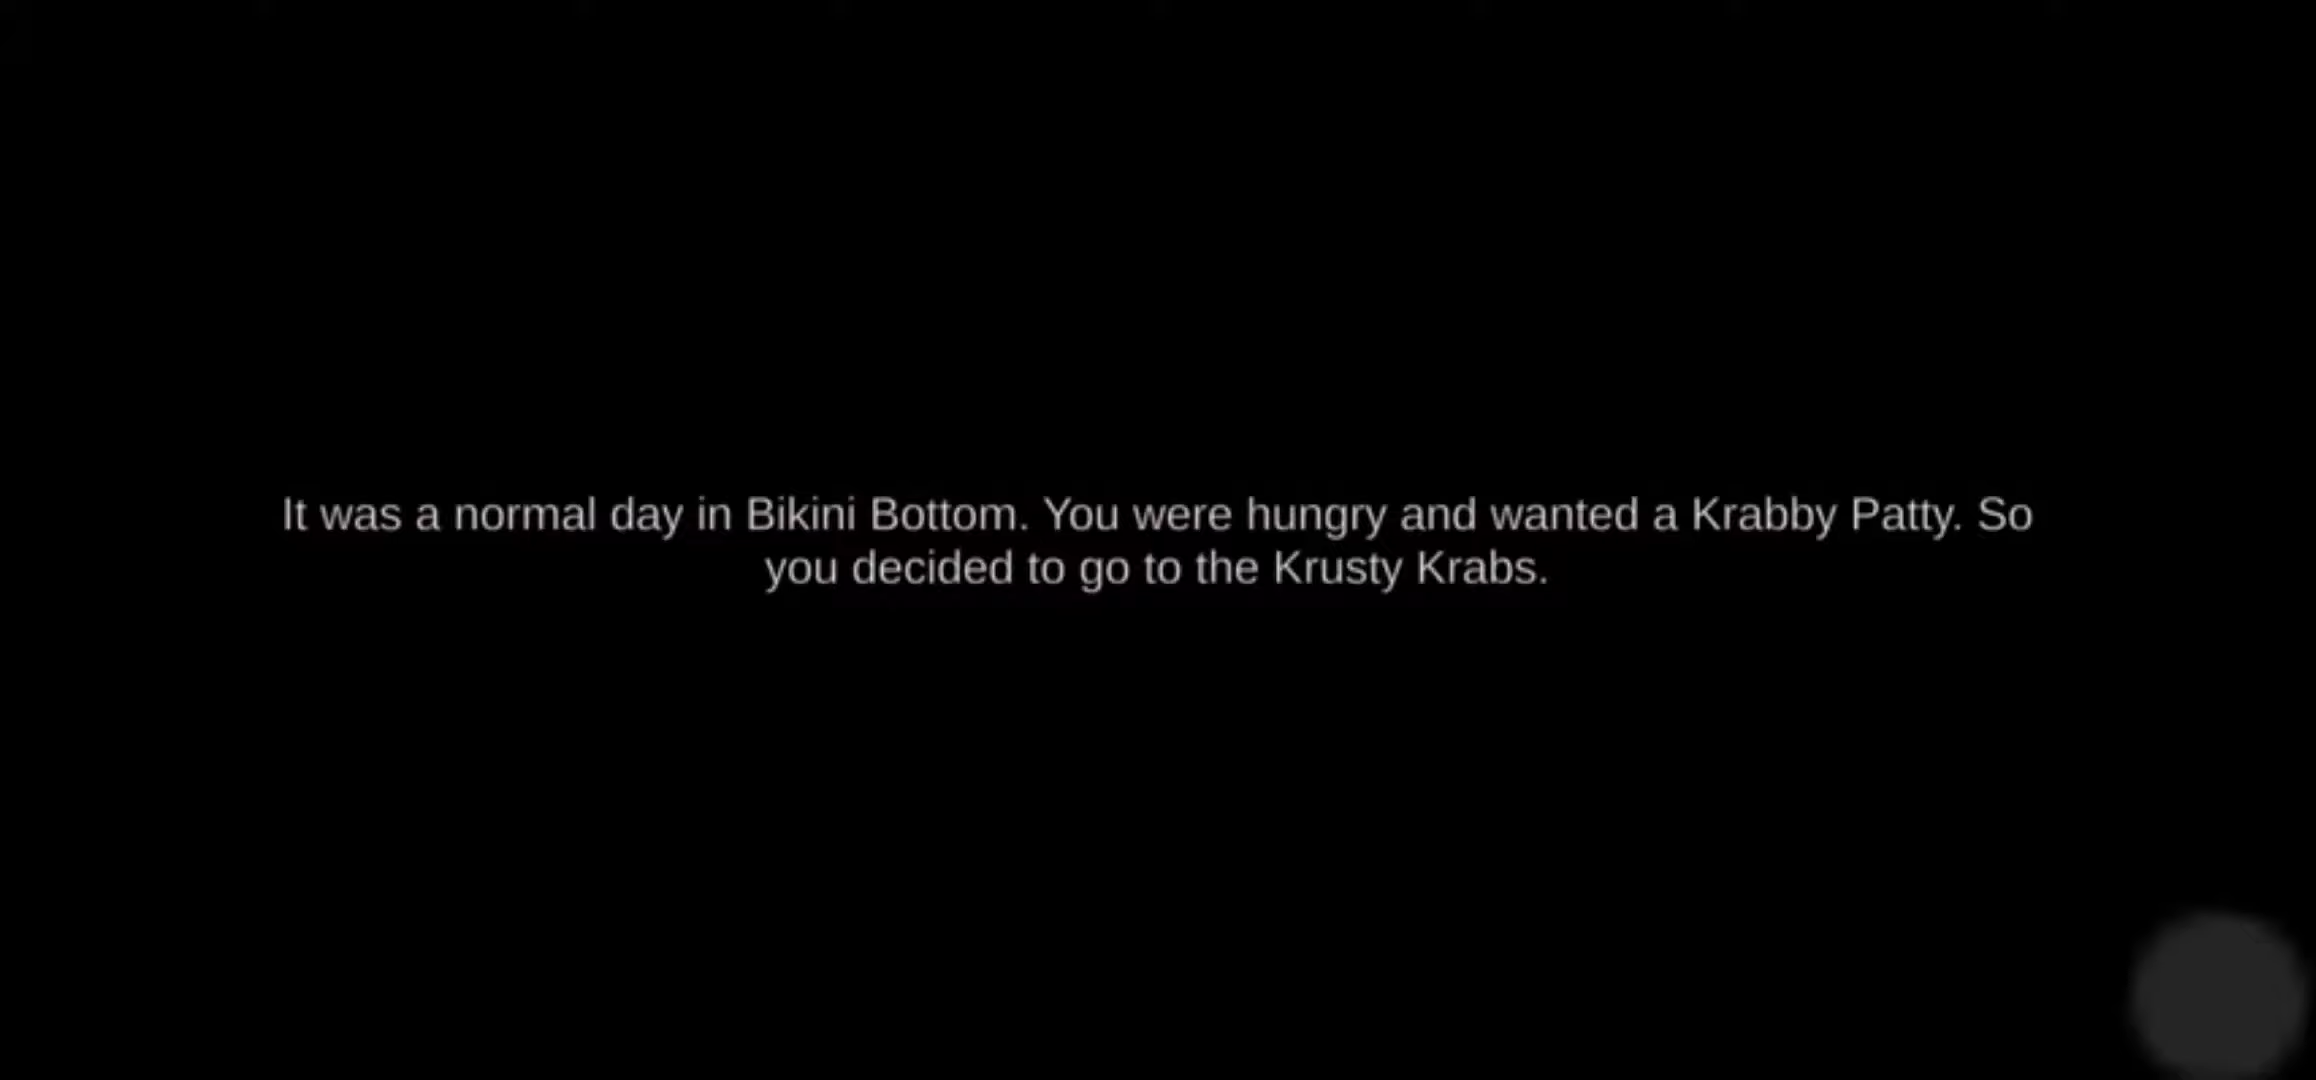 It was a normal day in Bikini Bottom. You were hungry and wanted a Krabby Patty. So
you decided to go to the Krusty Krabs.